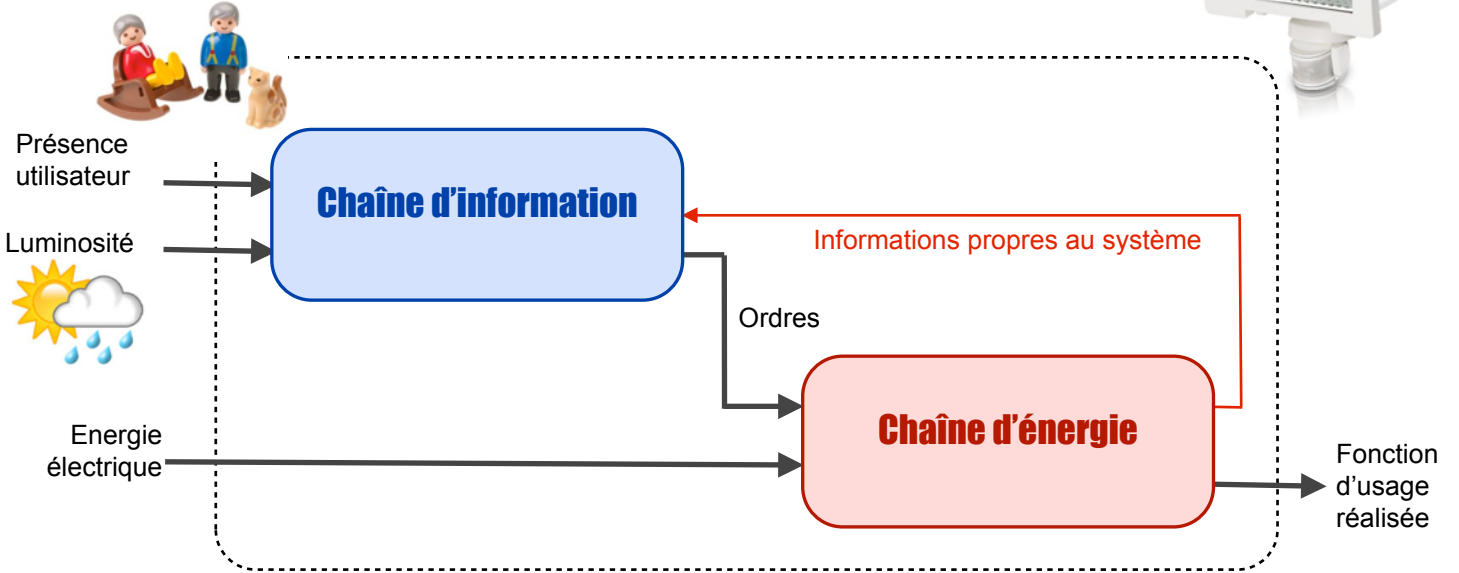 Présence
utilisateur
Chaîne d'information
Luminosité
Informations propres au système
Ordres
Chaîne d'énergie
Energie
électrique
Fonction
d'usage
réalisée